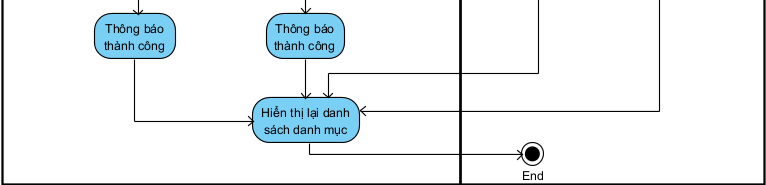 Thông báo
thành công
Thông báo
thành công
Hiển thị lại danh
sách danh mục
End